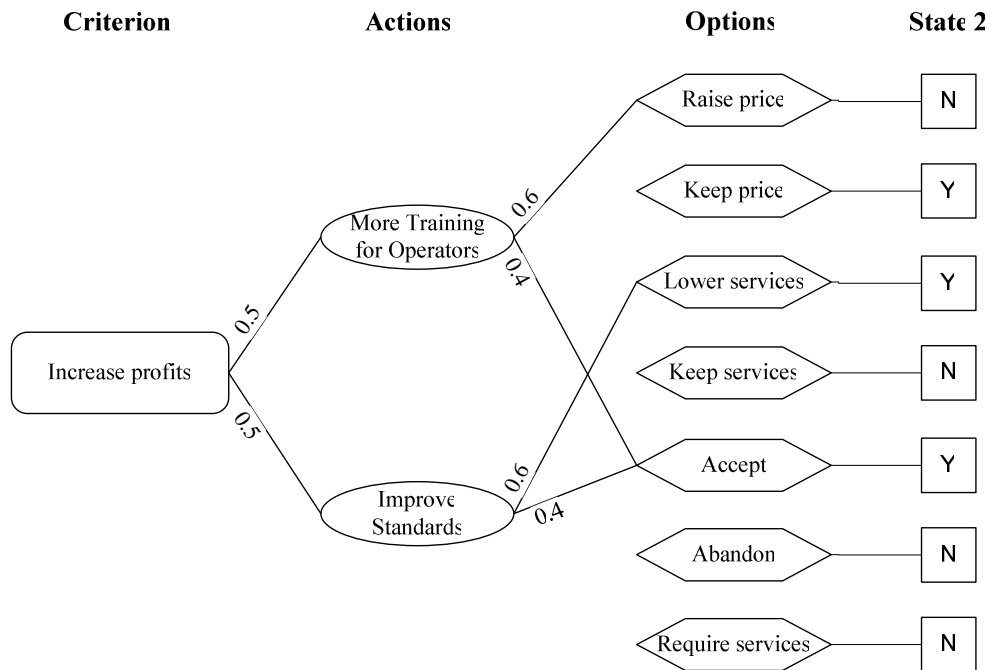 Criterion Actions Options State 2
Raise price N
0.6
Keep price Y
More Training
for Operators
0.4
Lower services Y
0.5
Increase profits
Keep services N
0.5
0.6
Accept Y
Improve
Standards
0.4
Abandon N
Require services N